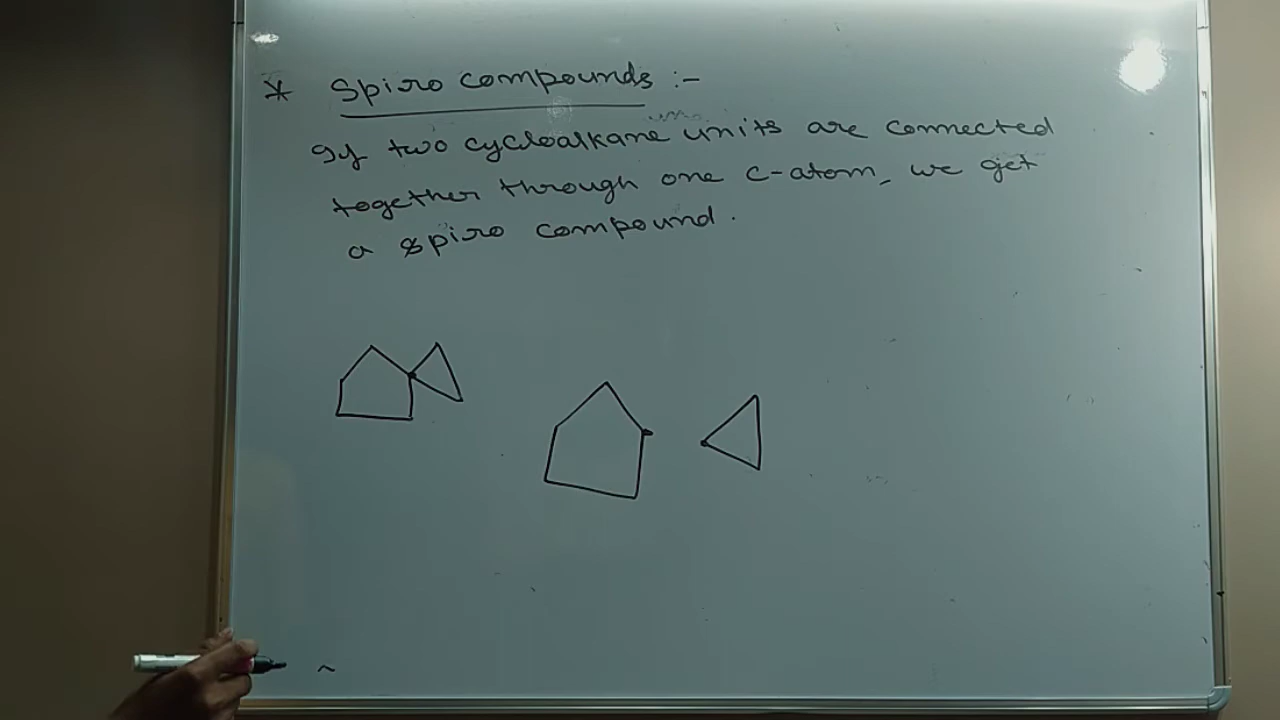 * Spiro compounds :-
If two cycloalkane units are connected
together through one C-atom, we get
a spiro compound.